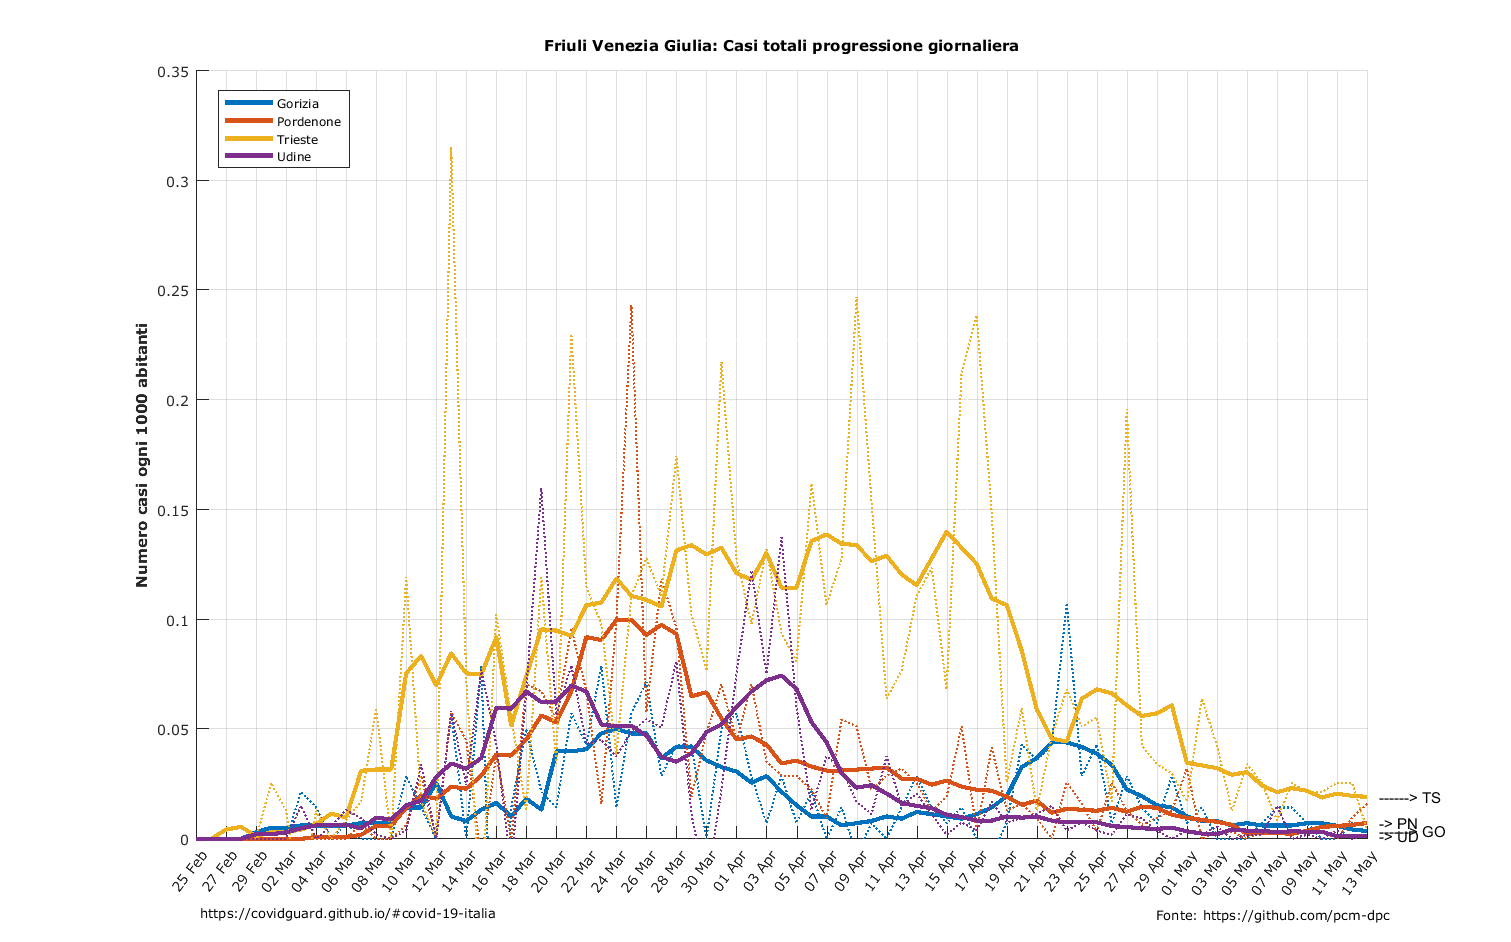 Friuli Venezia Giulia: Casi totali progressione giornaliera
Numero casi ogni 1000 abitanti
0.35
0.3
0.25
0.2
0.15
0.1
0.05
0
Gorizia
Pordenone
Trieste
Udine
------> TS
-> PN
-----> GO
-> UD
25 Feb
27 Feb
29 Feb
02 Mar
04 Mar
06 Mar
08 Mar
10 Mar
12 Mar
14 Mar
16 Mar
18 Mar
20 Mar
22 Mar
24 Mar
26 Mar
28 Mar
30 Mar
01 Apr
03 Apr
05 Apr
07 Apr
09 Apr
11 Apr
13 Apr
15 Apr
17 Apr
19 Apr
21 Apr
23 Apr
25 Apr
27 Apr
29 Apr
01 May
03 May
05 May
07 May
09 May
11 May
13 May
https://covidguard.github.io/#covid-19-italia
Fonte: https://github.com/pcm-dpc